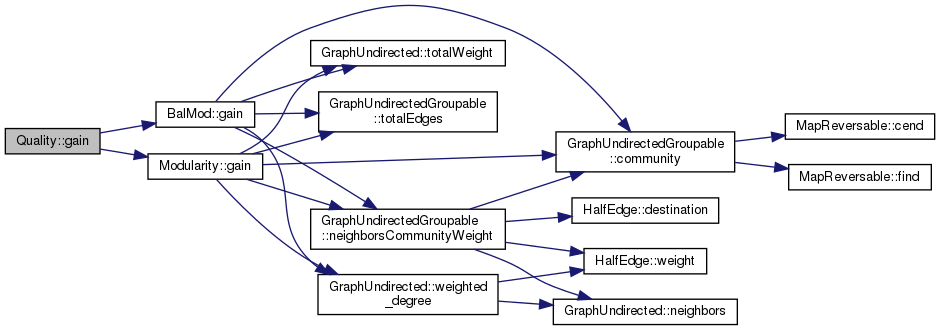 Quality::gain
BalMod::gain
Modularity::gain
GraphUndirected::totalWeight
GraphUndirectedGroupable
::totalEdges
GraphUndirectedGroupable
::neighborsCommunityWeight
GraphUndirected::weighted
_degree
GraphUndirectedGroupable
::community
HalfEdge::destination
HalfEdge::weight
GraphUndirected::neighbors
MapReversable::cend
MapReversable::find